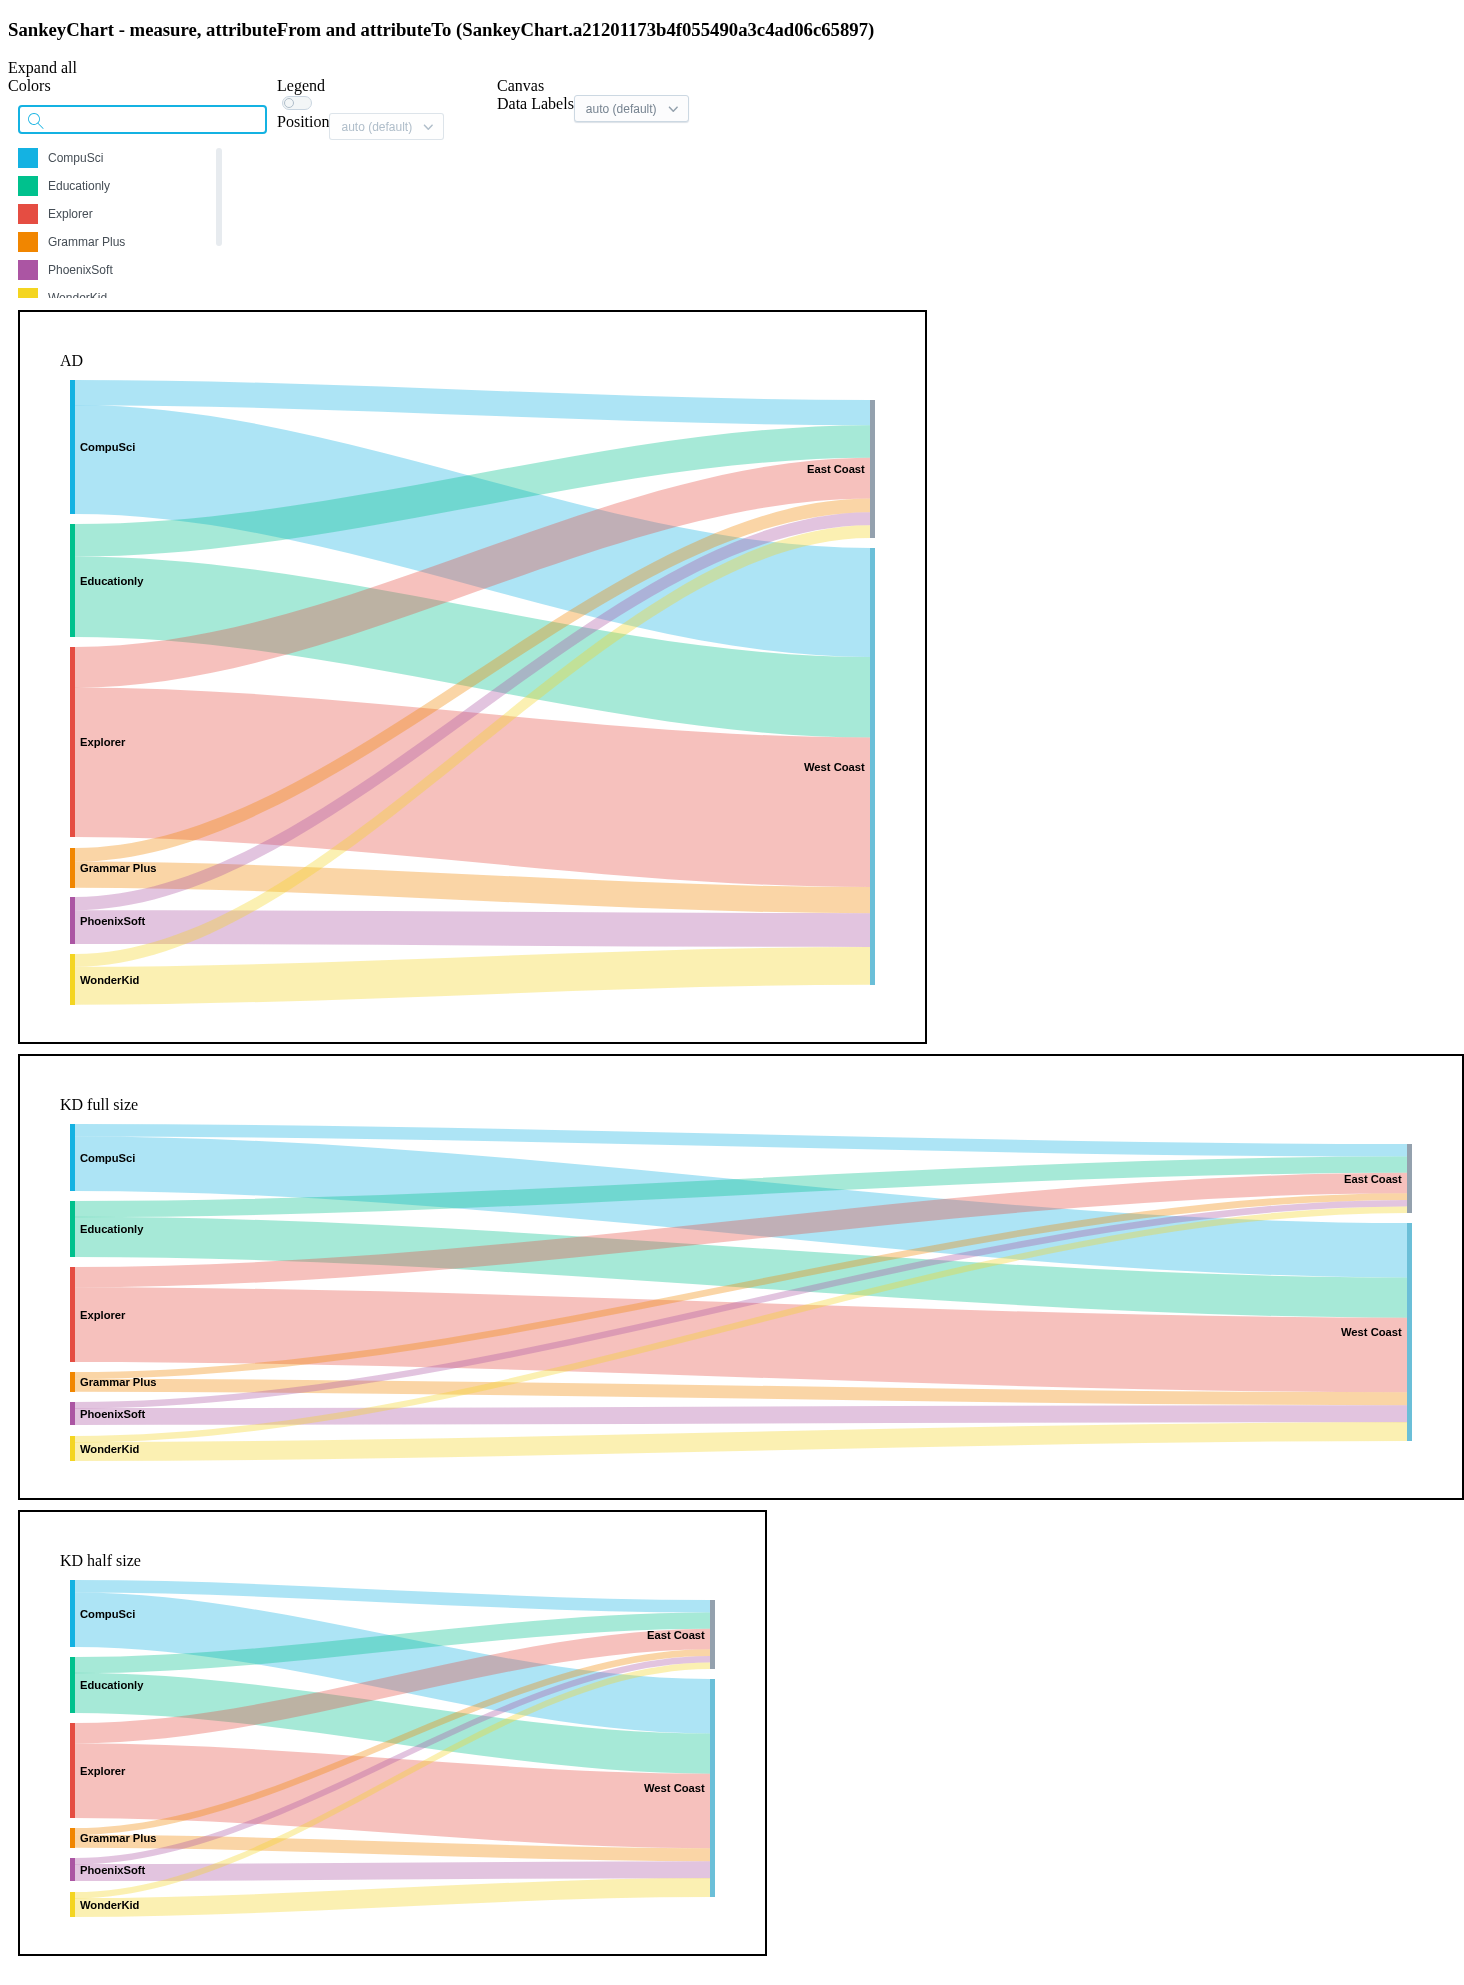 SankeyChart - measure, attributeFrom and attributeTo (SankeyChart.a21201173b4f055490a3c4ad06c65897)
Expand all
Colors
CompuSci
Educationly
Explorer
Grammar Plus
PhoenixSoft
WonderKid
Legend
Position auto (default)
Canvas
Data Labels auto (default)
AD
CompuSci
East Coast
Educationly
Explorer
West Coast
Grammar Plus
PhoenixSoft
WonderKid
KD full size
CompuSci
East Coast
Educationly
Explorer
West Coast
Grammar Plus
PhoenixSoft
WonderKid
KD half size
CompuSci
East Coast
Educationly
Explorer
West Coast
Grammar Plus
PhoenixSoft
WonderKid